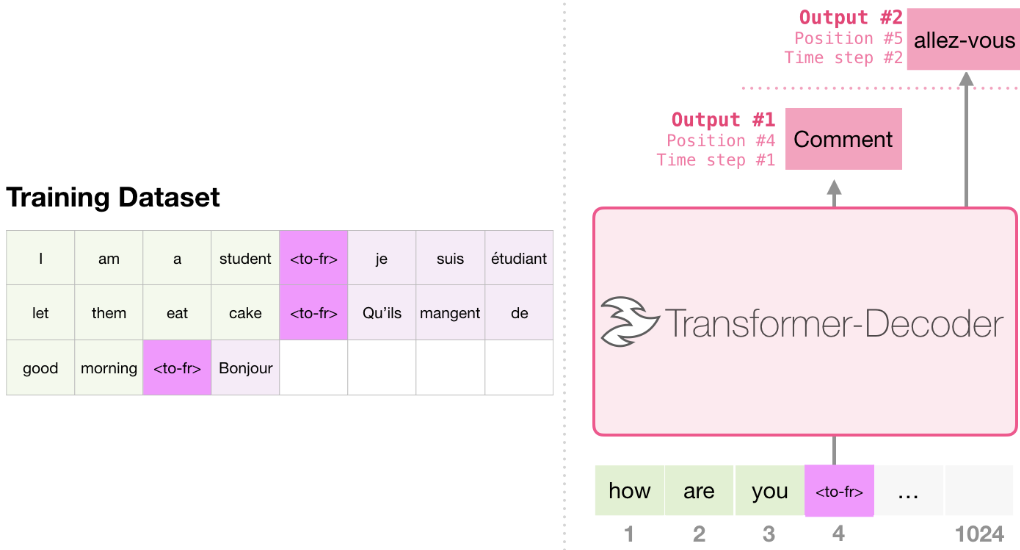 Training Dataset
I am a student <to-fr> je suis étudiant
let them eat cake <to-fr> Qu'ils mangent de
good morning <to-fr> Bonjour
Output #2
Position #5
Time step #2
allez-vous
Output #1
Position #4
Time step #1
Comment
Transformer-Decoder
how are you <to-fr> ...
1 2 3 4 1024